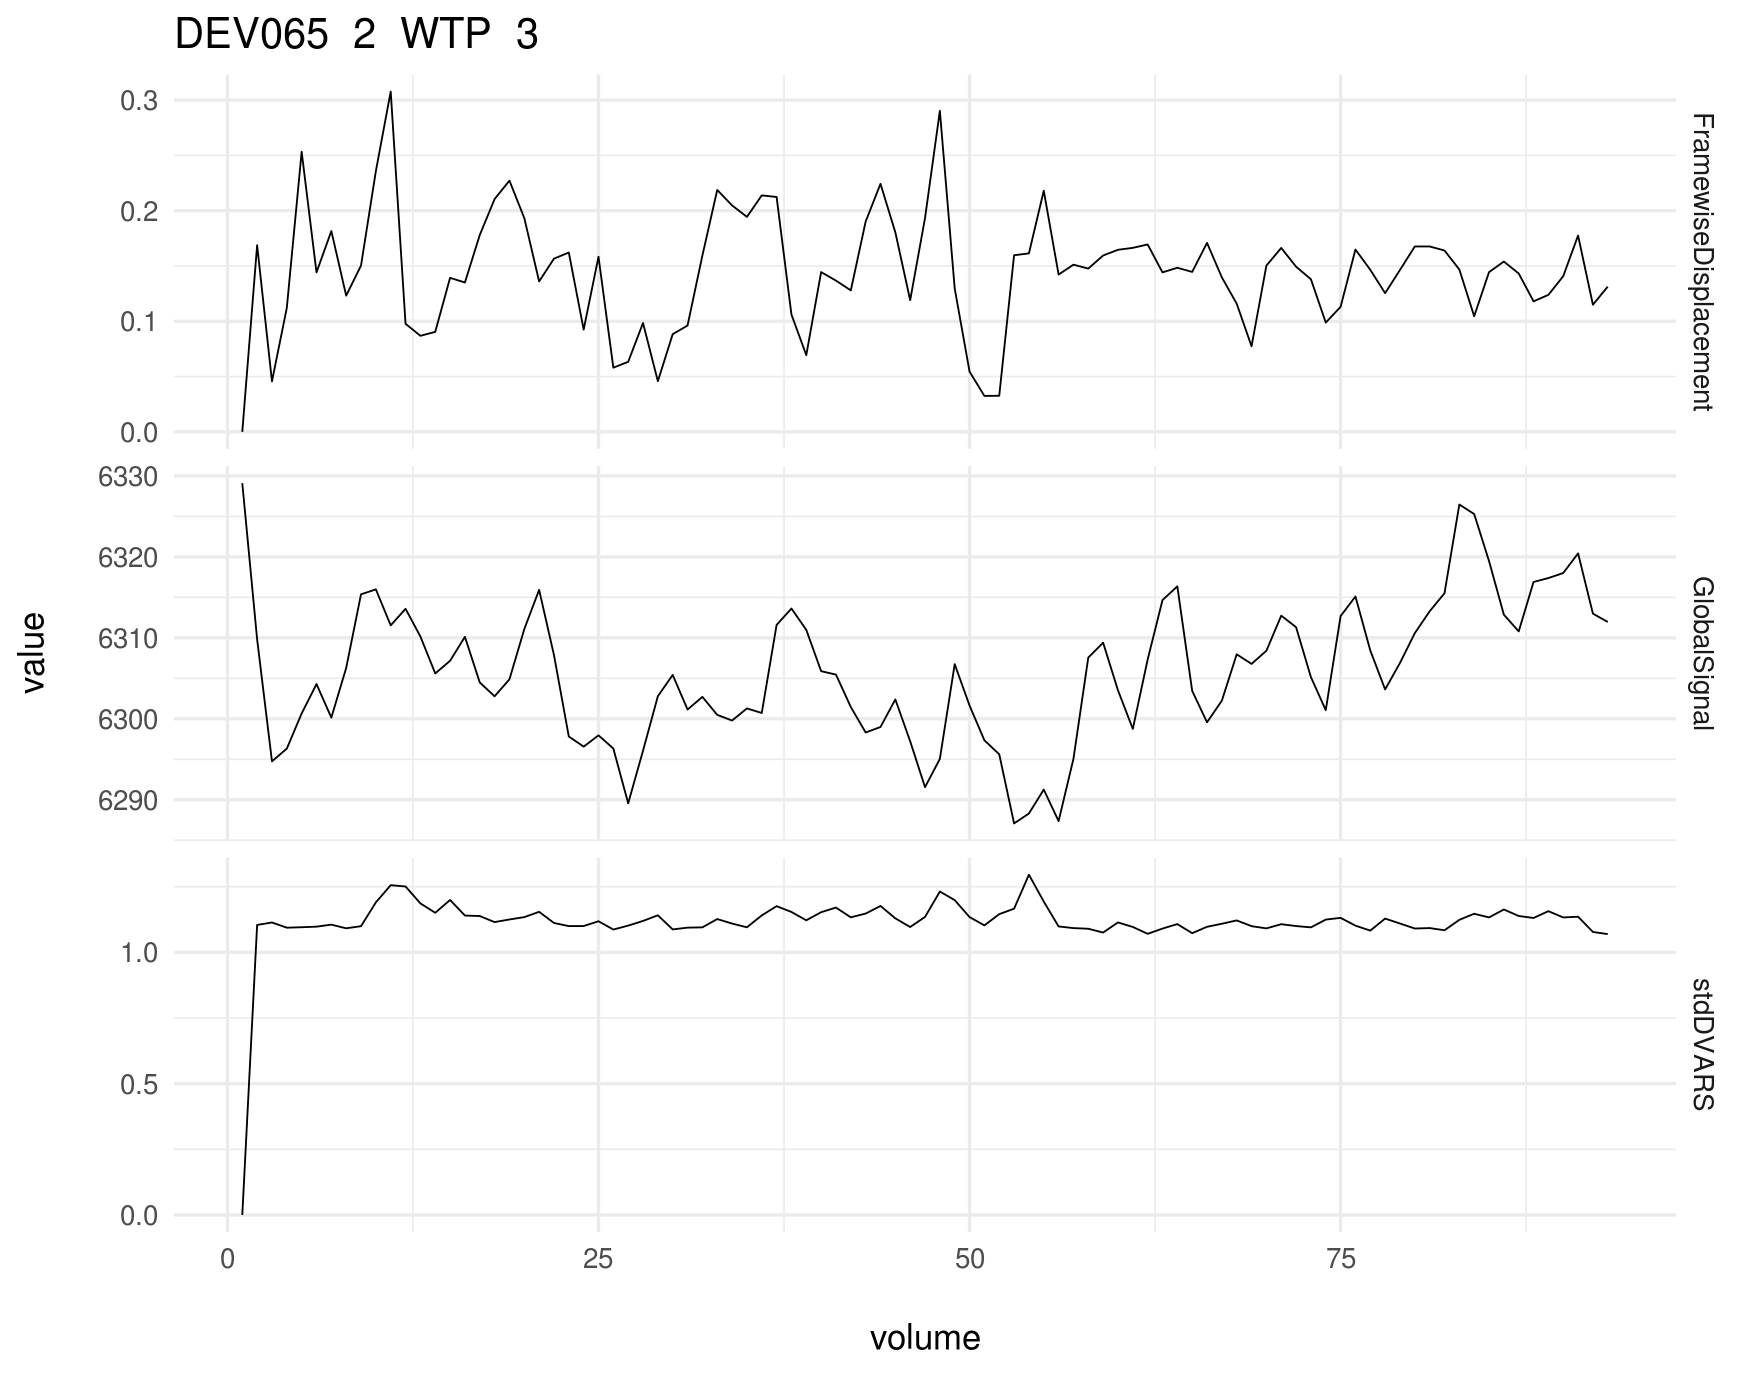 DEV065 2 WTP 3
0.3
0.2
0.1
0.0
FramewiseDisplacement
6330
6320
6310
6300
6290
GlobalSignal
value
1.0
0.5
0.0
stdDVARS
0 25 50 75
volume